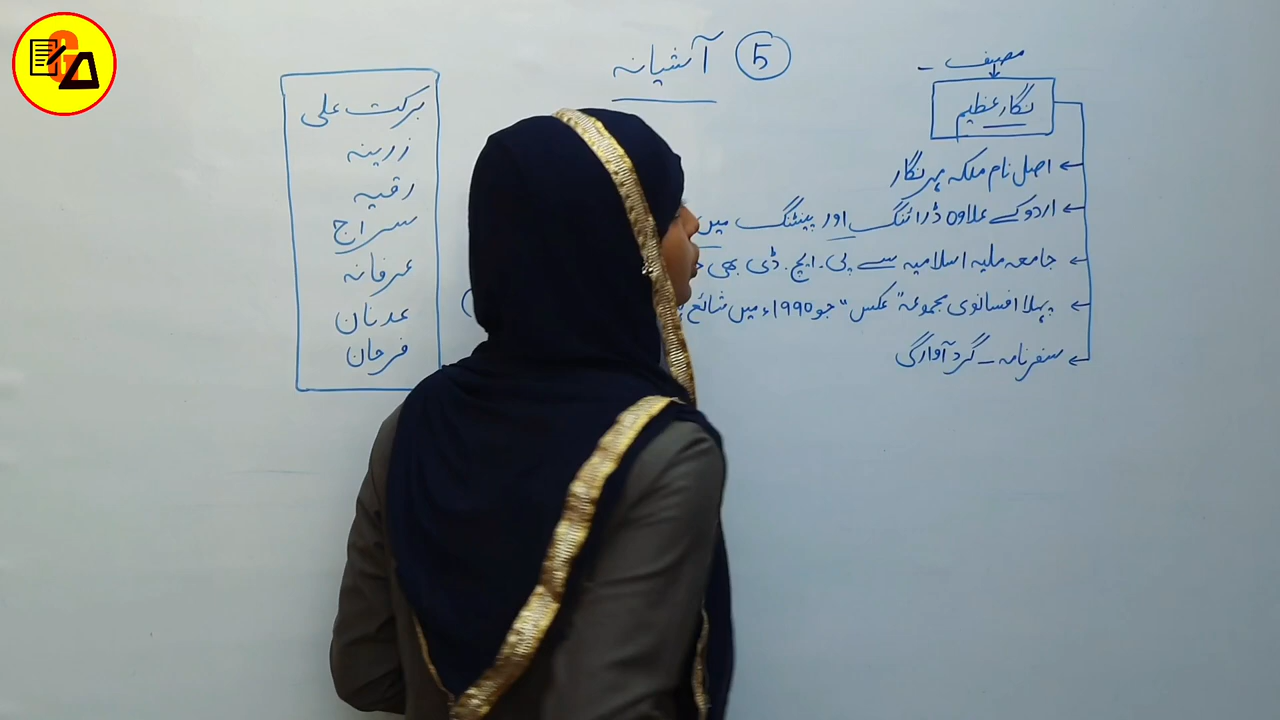 5 آشیانہ
مصنف
نگار عظیم
اصل نام ملکہ مہر نگار
اردو کے علاوہ ڈرائنگ اور پینٹنگ میں
جامعہ ملیہ اسلامیہ سے پی. ایچ. ڈی بھی
پہلا افسانوی مجموعہ "عکس" جو ۱۹۹۰ء میں شائع
سفرنامہ - گرد آوارگی
برکت علی
زرینہ
رقیہ
سراج
عرفانہ
عدنان
فرحان